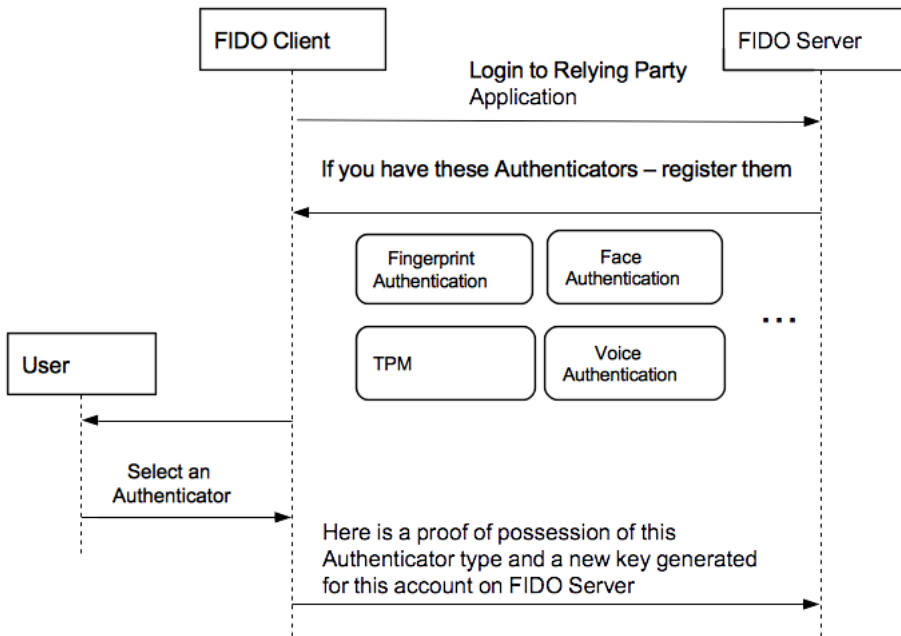 FIDO Client
FIDO Server
Login to Relying Party
Application
If you have these Authenticators – register them
Fingerprint
Authentication
Face
Authentication
...
TPM
Voice
Authentication
User
Select an
Authenticator
Here is a proof of possession of this
Authenticator type and a new key generated
for this account on FIDO Server